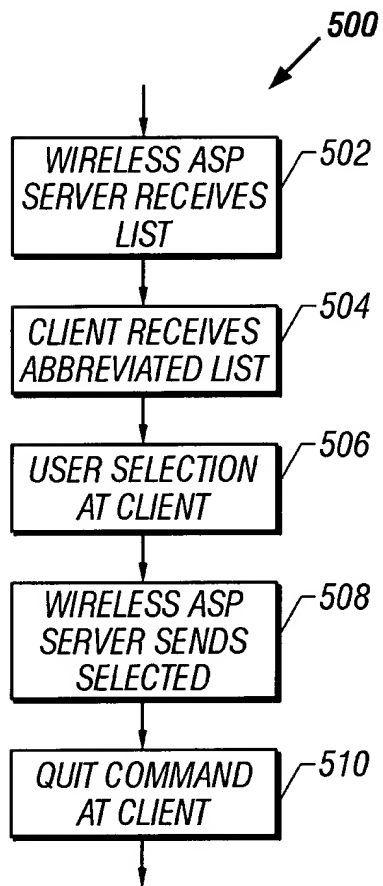 500
WIRELESS ASP
SERVER RECEIVES
LIST
502
CLIENT RECEIVES
ABBREVIATED LIST
504
USER SELECTION
AT CLIENT
506
WIRELESS ASP
SERVER SENDS
SELECTED
508
QUIT COMMAND
AT CLIENT
510